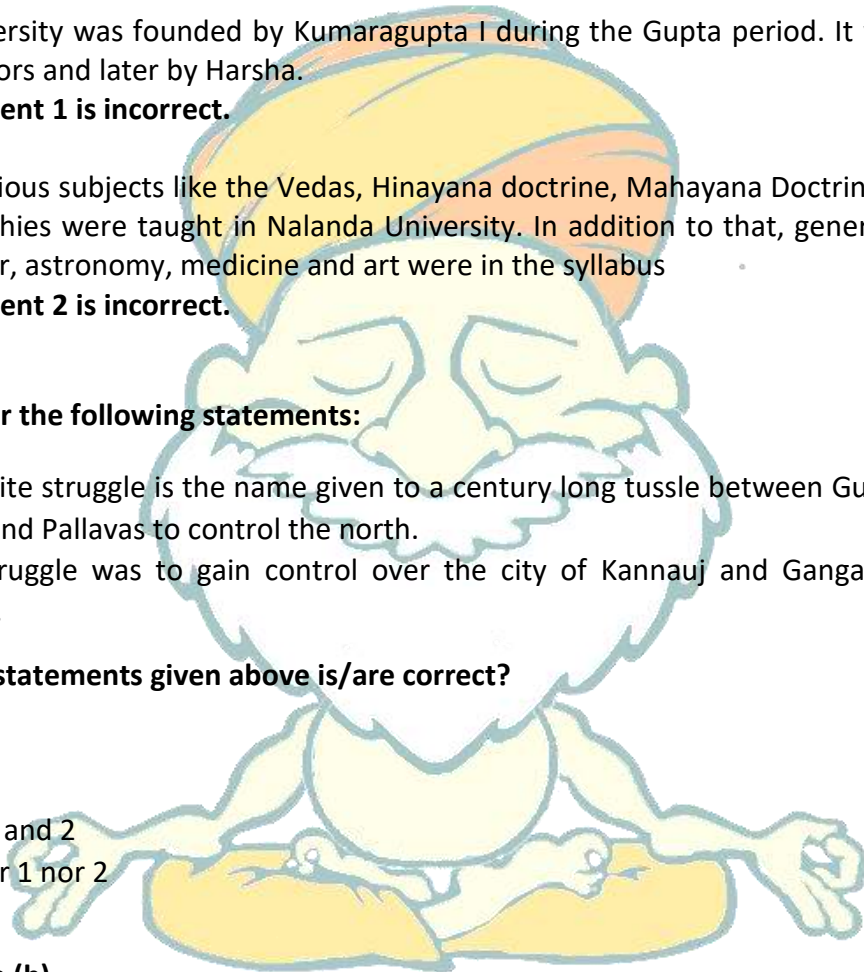 ersity was founded by Kumaragupta I during the Gupta period. It
ors and later by Harsha.
ent 1 is incorrect.
ious subjects like the Vedas, Hinayana doctrine, Mahayana Doctrin
hies were taught in Nalanda University. In addition to that, gener
r, astronomy, medicine and art were in the syllabus
ent 2 is incorrect.
r the following statements:
ite struggle is the name given to a century long tussle between Gu
nd Pallavas to control the north.
ruggle was to gain control over the city of Kannauj and Ganga
statements given above is/are correct?
and 2
r 1 nor 2
(b)